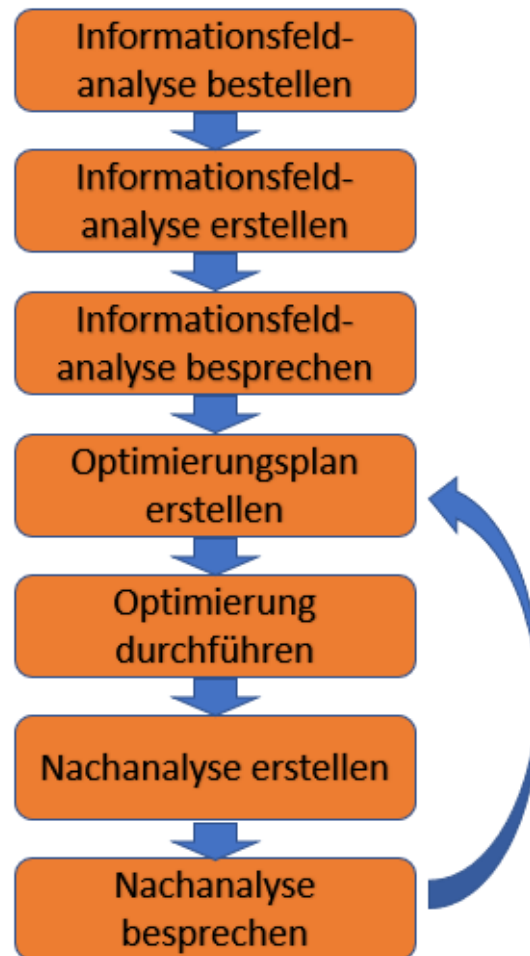 Informationsfeld-
analyse bestellen
Informationsfeld-
analyse erstellen
Informationsfeld-
analyse besprechen
Optimierungsplan
erstellen
Optimierung
durchführen
Nachanalyse erstellen
Nachanalyse
besprechen